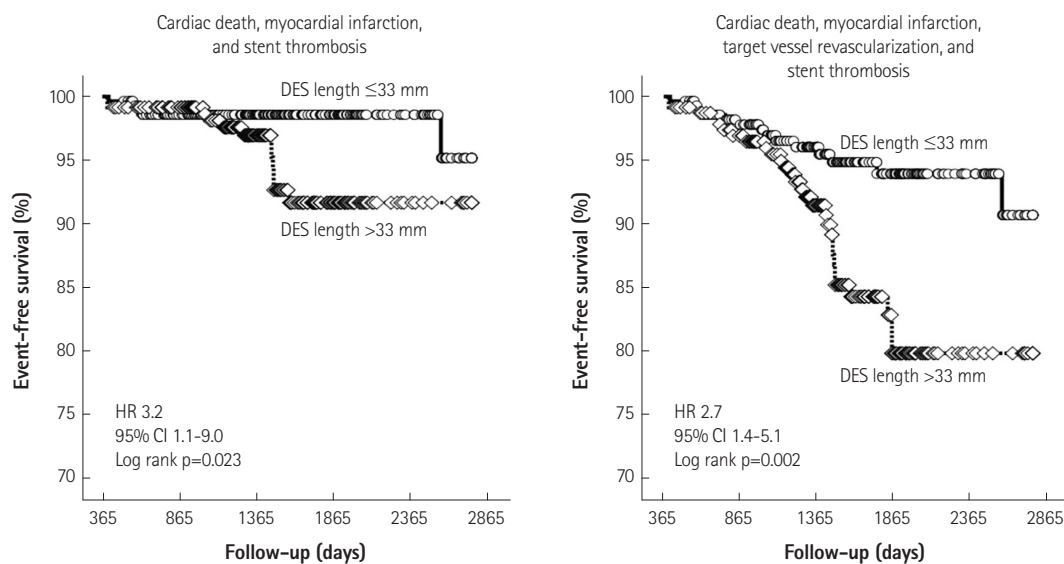 Cardiac death, myocardial infarction,
and stent thrombosis
Event-free survival (%)
100
95
90
85
80
75
70
DES length ≤33 mm
DES length >33 mm
HR 3.2
95% CI 1.1-9.0
Log rank p=0.023
365 865 1365 1865 2365 2865
Follow-up (days)
Cardiac death, myocardial infarction,
target vessel revascularization, and
stent thrombosis
Event-free survival (%)
100
95
90
85
80
75
70
DES length ≤33 mm
DES length >33 mm
HR 2.7
95% CI 1.4-5.1
Log rank p=0.002
365 865 1365 1865 2365 2865
Follow-up (days)